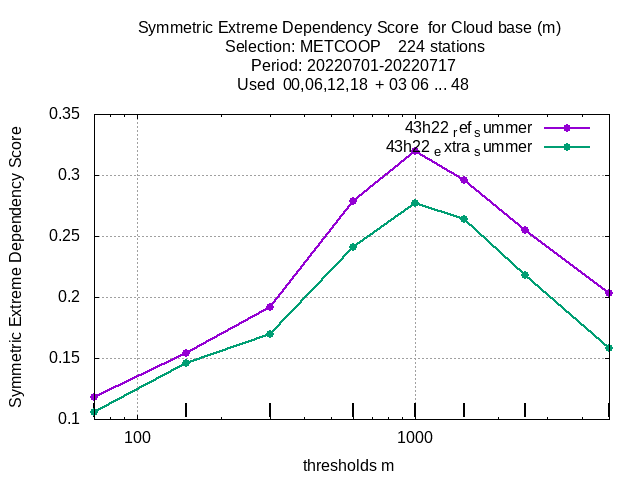 Symmetric Extreme Dependency Score for Cloud base (m)
Selection: METCOOP 224 stations
Period: 20220701-20220717
Used 00,06,12,18 + 03 06 ... 48
43h22 ref summer
43h22 extra summer
0.35
0.3
0.25
0.2
0.15
0.1
Symmetric Extreme Dependency Score
100 1000
thresholds m